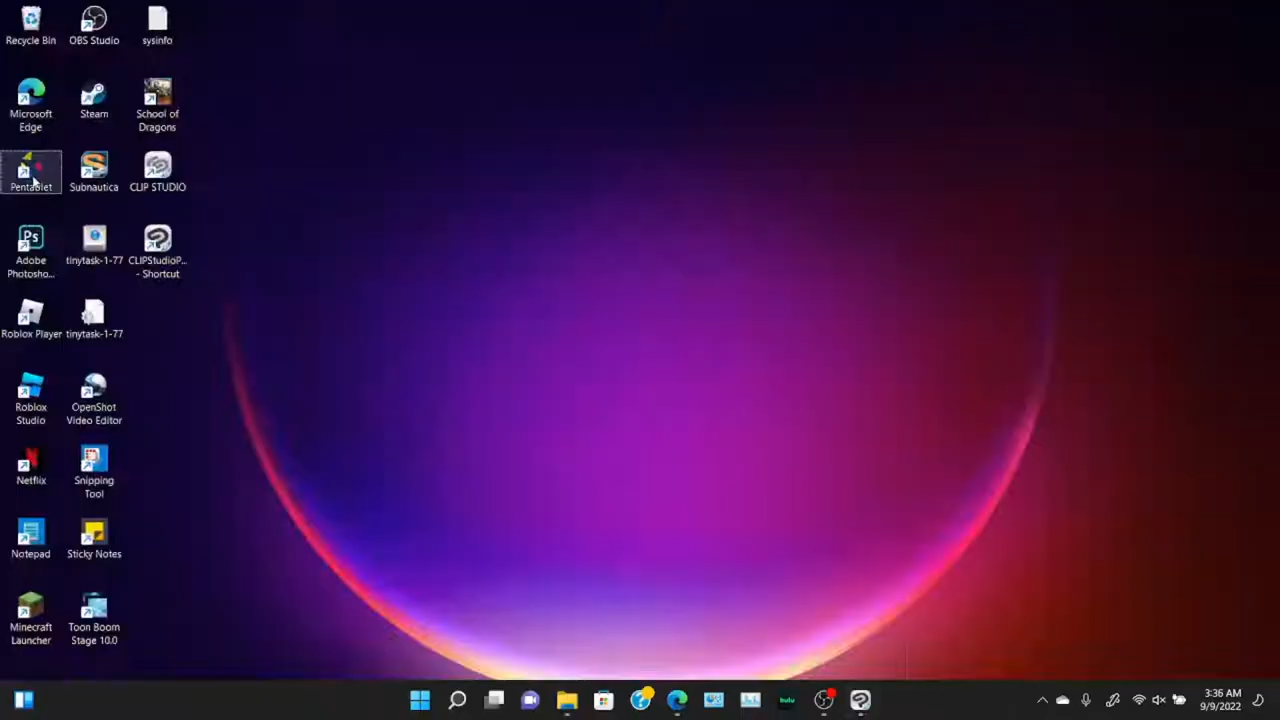 Recycle Bin
OBS Studio
sysinfo
Microsoft
Edge
Steam
School of
Dragons
Pentablet
Subnautica
CLIP STUDIO
Ps
Adobe
Photosho...
tinytask-1-77
CLIPStudioP...
- Shortcut
Roblox Player
tinytask-1-77
Roblox
Studio
OpenShot
Video Editor
Netflix
Snipping
Tool
Notepad
Sticky Notes
Minecraft
Launcher
Toon Boom
Stage 10.0
hulu
3:36 AM
9/9/2022